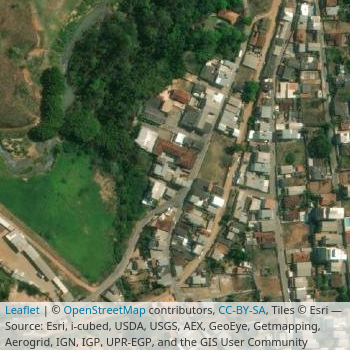 Leaflet | © OpenStreetMap contributors, CC-BY-SA, Tiles © Esri —
Source: Esri, i-cubed, USDA, USGS, AEX, GeoEye, Getmapping,
Aerogrid, IGN, IGP, UPR-EGP, and the GIS User Community